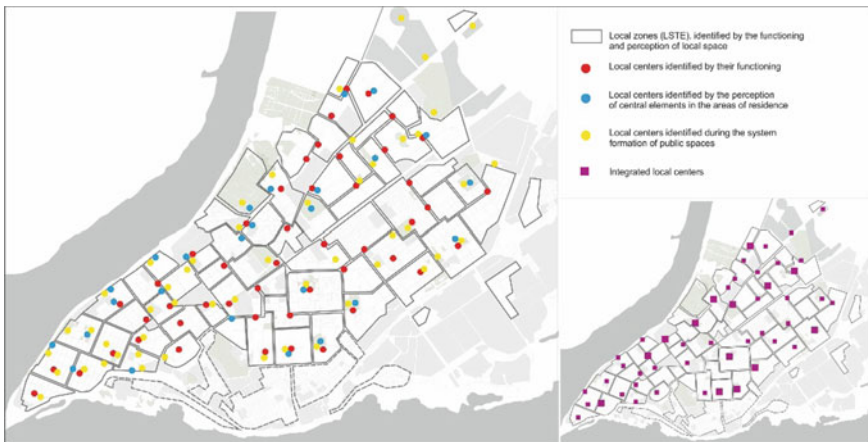 Local zones (LSTE), identified by the functioning
and perception of local space
Local centers identified by their functioning
Local centers identified by the perception
of central elements in the areas of residence
Local centers identified during the system
formation of public spaces
Integrated local centers